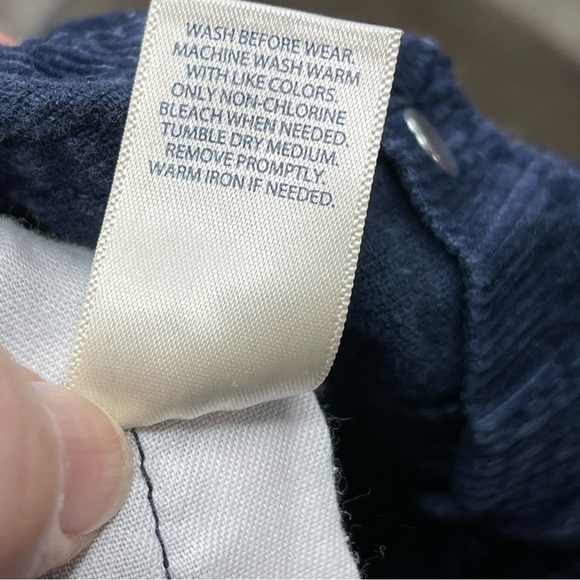 WASH BEFORE WEAR.
MACHINE WASH WARM
WITH LIKE COLORS.
ONLY NON-CHLORINE
BLEACH WHEN NEEDED.
TUMBLE DRY MEDIUM.
REMOVE PROMPTLY.
WARM IRON IF NEEDED.